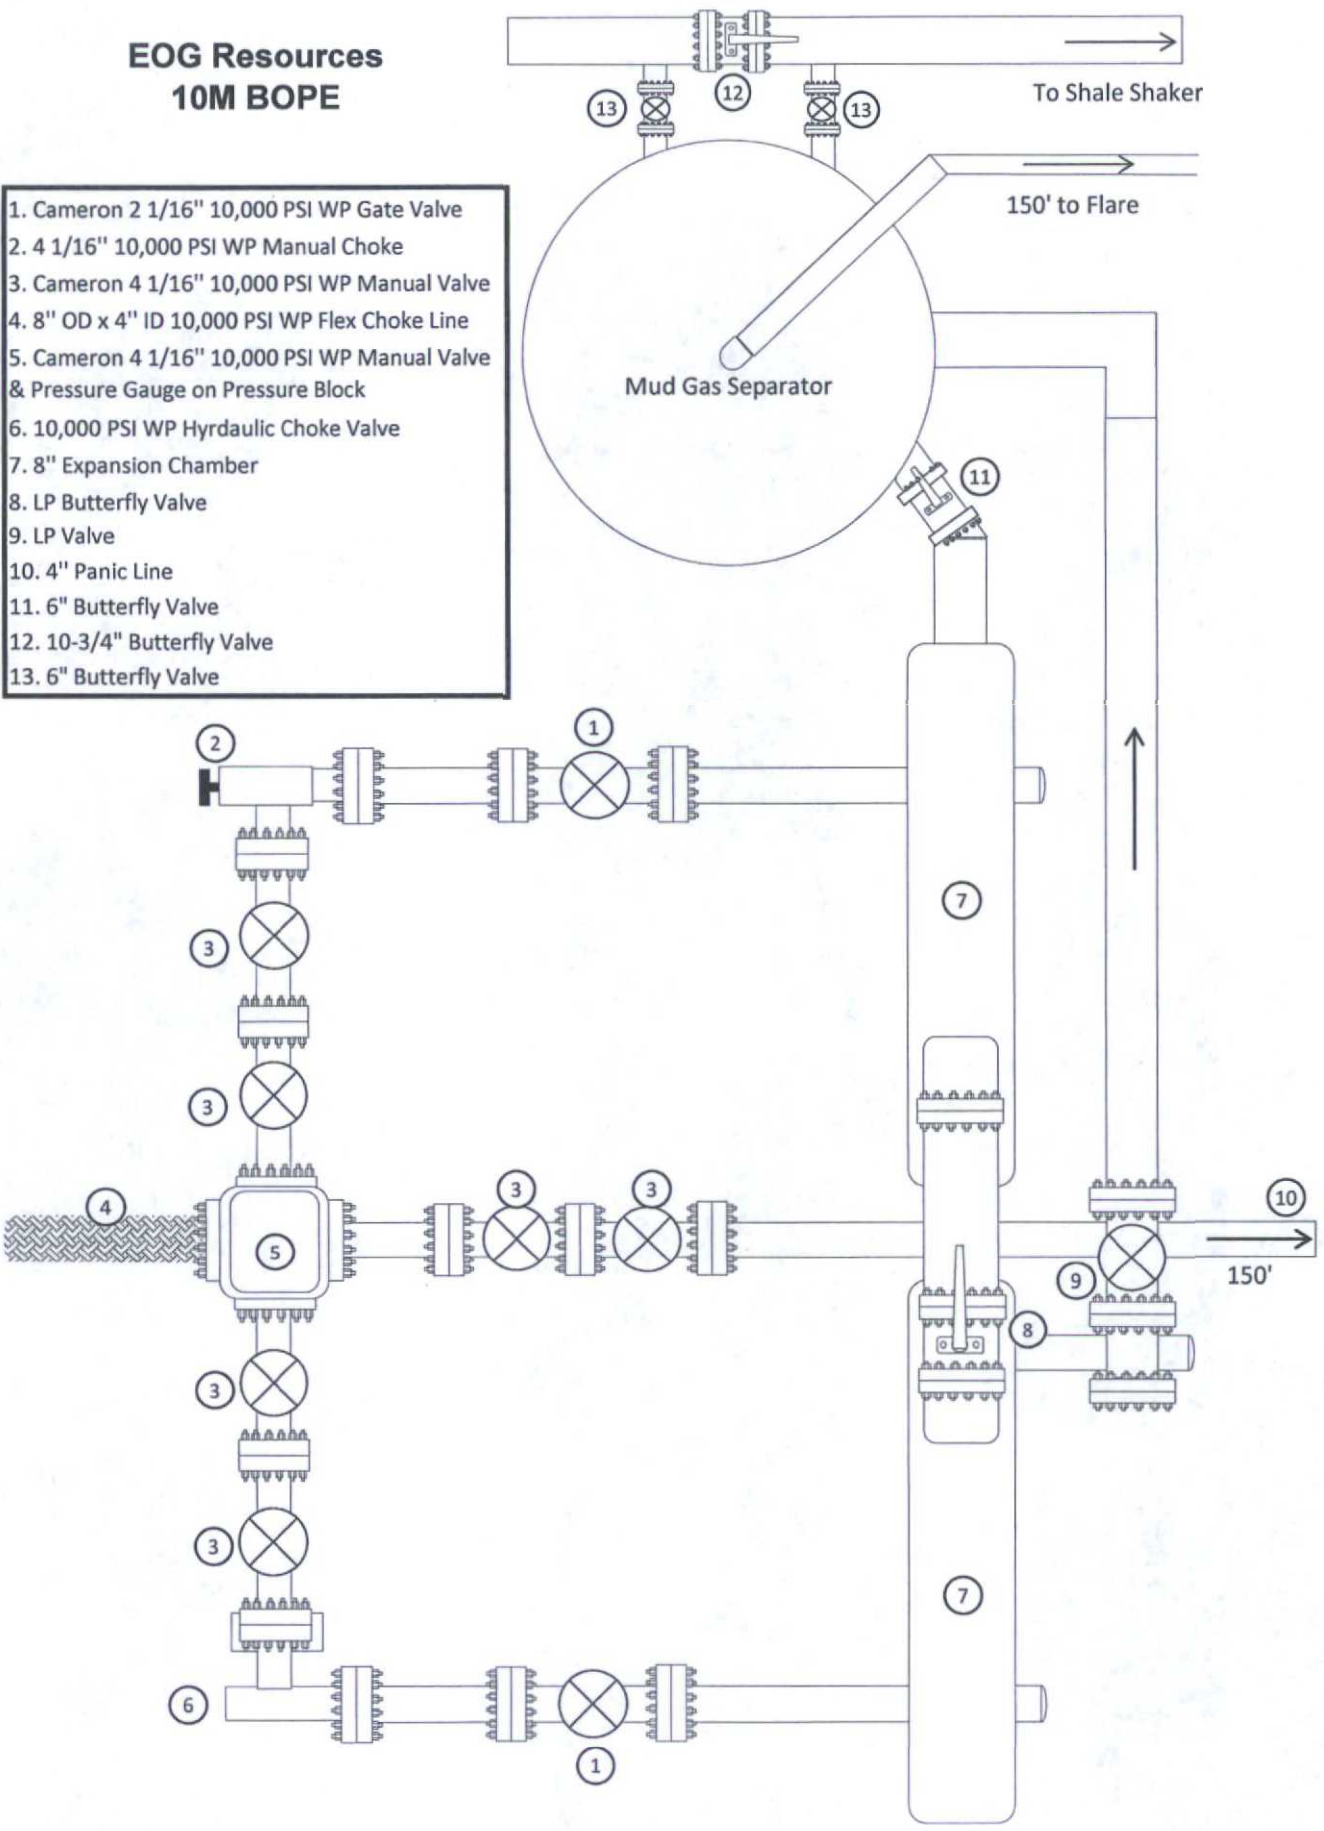 EOG Resources
10M BOPE
1. Cameron 2 1/16" 10,000 PSI WP Gate Valve
2. 4 1/16" 10,000 PSI WP Manual Choke
3. Cameron 4 1/16" 10,000 PSI WP Manual Valve
4. 8" OD x 4" ID 10,000 PSI WP Flex Choke Line
5. Cameron 4 1/16" 10,000 PSI WP Manual Valve
& Pressure Gauge on Pressure Block
6. 10,000 PSI WP Hyrdaulic Choke Valve
7. 8" Expansion Chamber
8. LP Butterfly Valve
9. LP Valve
10. 4" Panic Line
11. 6" Butterfly Valve
12. 10-3/4" Butterfly Valve
13. 6" Butterfly Valve
13
12
13
To Shale Shaker
150' to Flare
Mud Gas Separator
11
2
1
7
3
3
4
5
3
3
10
150'
9
8
3
3
7
6
1